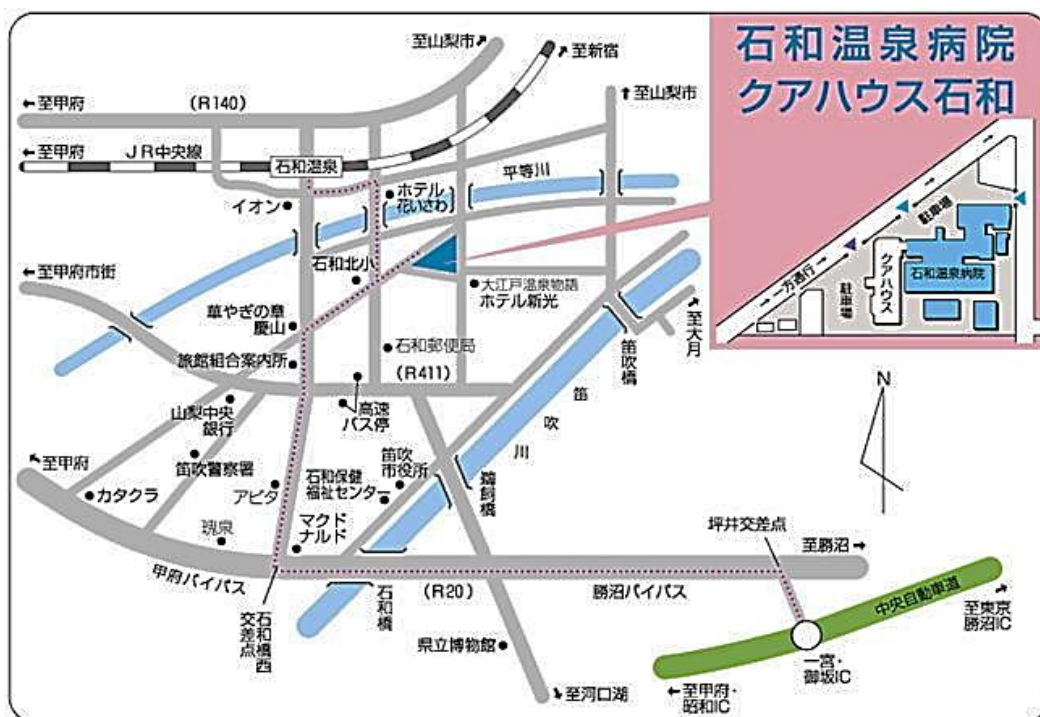 石和温泉病院
クアハウス石和
至山梨市
至新宿
←至甲府
(R140)
↑至山梨市
←至甲府
JR中央線
石和温泉
平等川
イオン
ホテル
花いさわ
駐車場
石和温泉病院
クアハウス
駐車場
一方通行
石和北小
←至甲府市街
大江戸温泉物語
ホテル新光
華やぎの章
慶山
至大月
笛吹橋
石和郵便局
旅館組合案内所
(R411)
N
笛吹川
高速
バス停
山梨中央
銀行
至甲府
笛吹警察署
笛吹
市役所
鵜飼橋
石和保健
福祉センター
カタクラ
アピタ
マクド
ナルド
坪井交差点
瑰泉
至勝沼→
甲府バイパス
石和橋西
交差点
石和橋
(R20)
勝沼バイパス
中央自動車道
至東京
勝沼IC
県立博物館
一宮・
御坂IC
至河口湖
←至甲府・
昭和IC